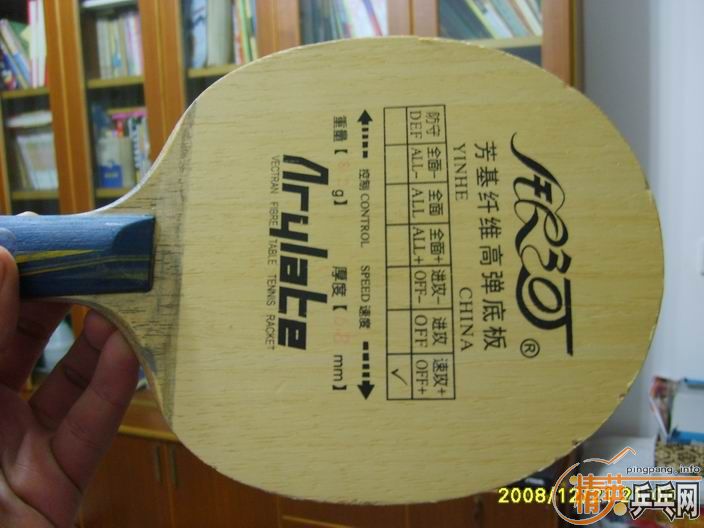 ®
芳基纤维高弹底板
YINHE CHINA
防守 全面- 全面 全面+ 进攻- 进攻 速攻+
DEF ALL- ALL ALL+ OFF- OFF OFF+
✓
控制 CONTROL SPEED 速度
重量【 g】 厚度【 mm】
Arylate
VECTRAN FIBRE TABLE TENNIS RACKET
pingpang.info
精英乒乓网
2008/12/